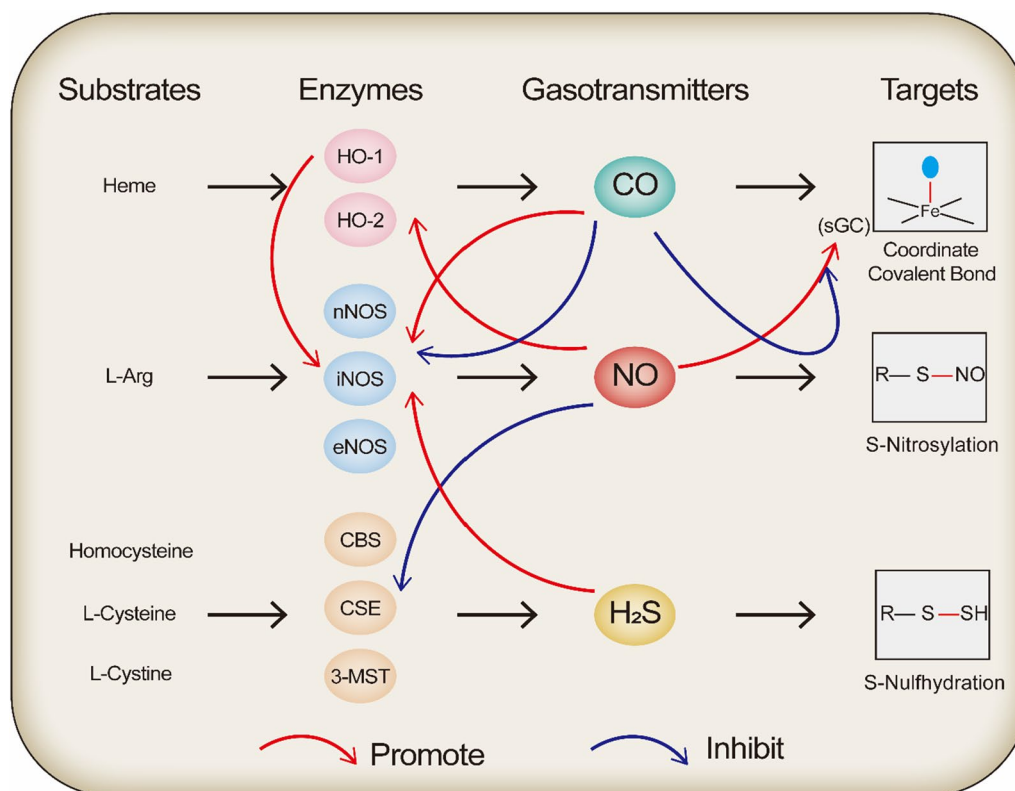 Substrates Enzymes Gasotransmitters Targets
HO-1
Heme CO
HO-2
Fe
(sGC)
Coordinate
Covalent Bond
nNOS
L-Arg iNOS NO R—S—NO
eNOS
S-Nitrosylation
CBS
Homocysteine
L-Cysteine CSE H₂S R—S—SH
L-Cystine 3-MST
S-Nulfhydration
Promote Inhibit